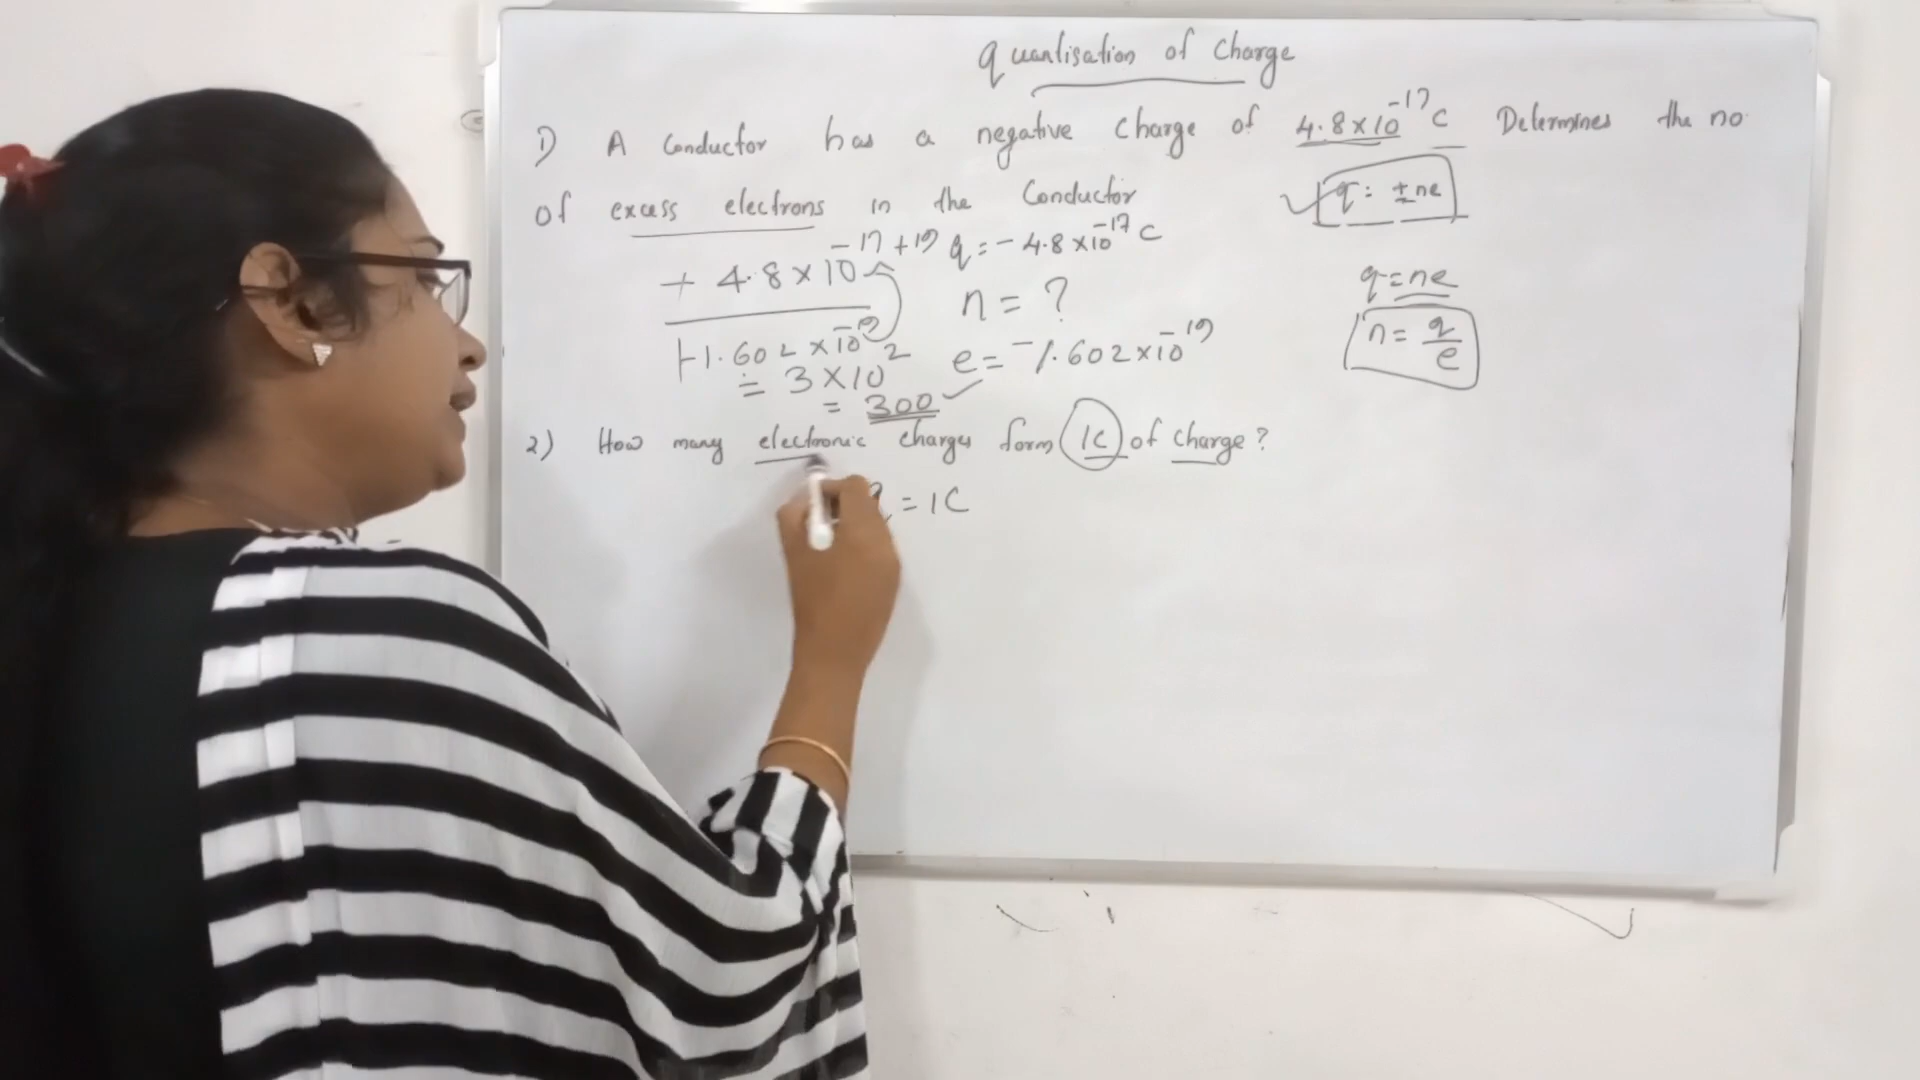 quantisation of charge
1) A Conductor has a negative charge of 4.8×10⁻¹⁷ C Determines the no
of excess electrons in the Conductor
q = ±ne
-17+19
+ 4.8×10
-1.602×10⁻¹⁹
= 3×10²
= 300
q = -4.8×10⁻¹⁷ C
n = ?
e = -1.602×10⁻¹⁹
q = ne
n = q/e
2) How many electronic charges form 1C of charge?
= 1C